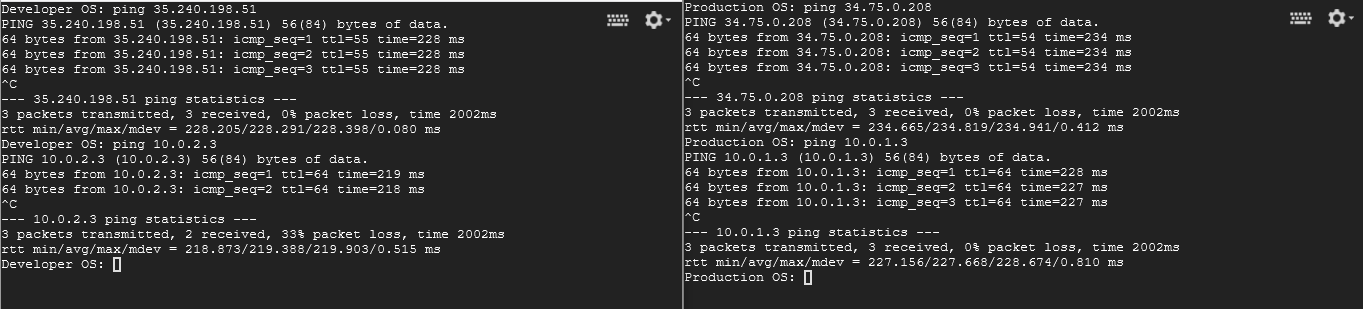 Developer OS: ping 35.240.198.51
PING 35.240.198.51 (35.240.198.51) 56(84) bytes of data.
64 bytes from 35.240.198.51: icmp_seq=1 ttl=55 time=228 ms
64 bytes from 35.240.198.51: icmp_seq=2 ttl=55 time=228 ms
64 bytes from 35.240.198.51: icmp_seq=3 ttl=55 time=228 ms
^C
--- 35.240.198.51 ping statistics ---
3 packets transmitted, 3 received, 0% packet loss, time 2002ms
rtt min/avg/max/mdev = 228.205/228.291/228.398/0.080 ms
Developer OS: ping 10.0.2.3
PING 10.0.2.3 (10.0.2.3) 56(84) bytes of data.
64 bytes from 10.0.2.3: icmp_seq=1 ttl=64 time=219 ms
64 bytes from 10.0.2.3: icmp_seq=2 ttl=64 time=218 ms
^C
--- 10.0.2.3 ping statistics ---
3 packets transmitted, 2 received, 33% packet loss, time 2002ms
rtt min/avg/max/mdev = 218.873/219.388/219.903/0.515 ms
Developer OS:
Production OS: ping 34.75.0.208
PING 34.75.0.208 (34.75.0.208) 56(84) bytes of data.
64 bytes from 34.75.0.208: icmp_seq=1 ttl=54 time=234 ms
64 bytes from 34.75.0.208: icmp_seq=2 ttl=54 time=234 ms
64 bytes from 34.75.0.208: icmp_seq=3 ttl=54 time=234 ms
^C
--- 34.75.0.208 ping statistics ---
3 packets transmitted, 3 received, 0% packet loss, time 2002ms
rtt min/avg/max/mdev = 234.665/234.819/234.941/0.412 ms
Production OS: ping 10.0.1.3
PING 10.0.1.3 (10.0.1.3) 56(84) bytes of data.
64 bytes from 10.0.1.3: icmp_seq=1 ttl=64 time=228 ms
64 bytes from 10.0.1.3: icmp_seq=2 ttl=64 time=227 ms
64 bytes from 10.0.1.3: icmp_seq=3 ttl=64 time=227 ms
^C
--- 10.0.1.3 ping statistics ---
3 packets transmitted, 3 received, 0% packet loss, time 2002ms
rtt min/avg/max/mdev = 227.156/227.668/228.674/0.810 ms
Production OS: